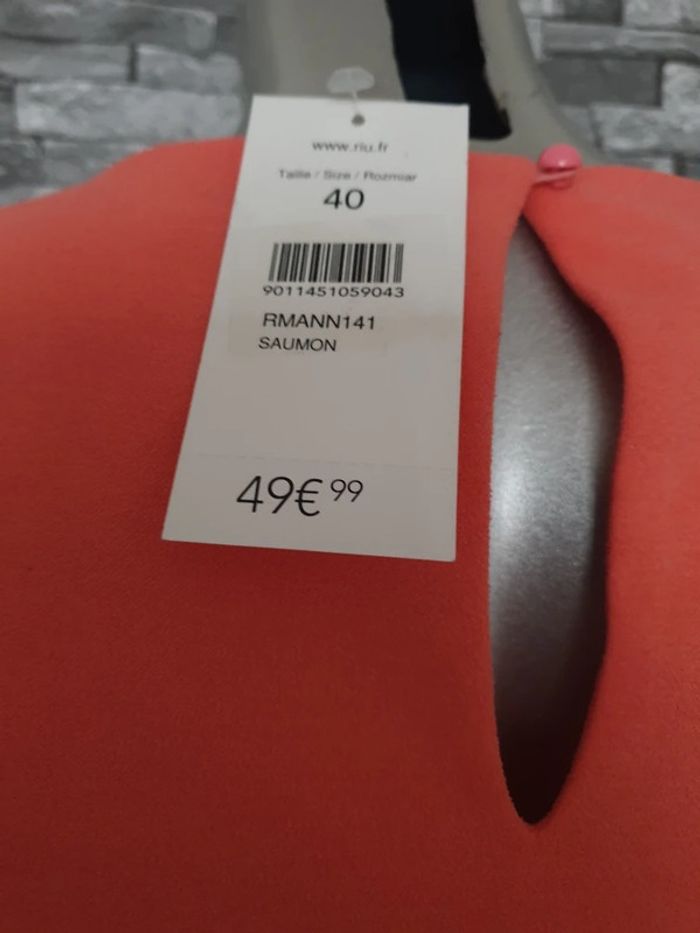 www.riu.fr
Taille / Size / Rozmiar
40
9011451059043
RMANN141
SAUMON
49€99